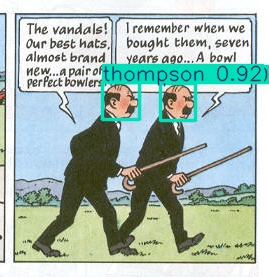 The vandals!
Our best hats,
almost brand
new...a pair of
perfect bowlers
I remember when we
bought them, seven
years ago... A bowl
thompson 0.92)